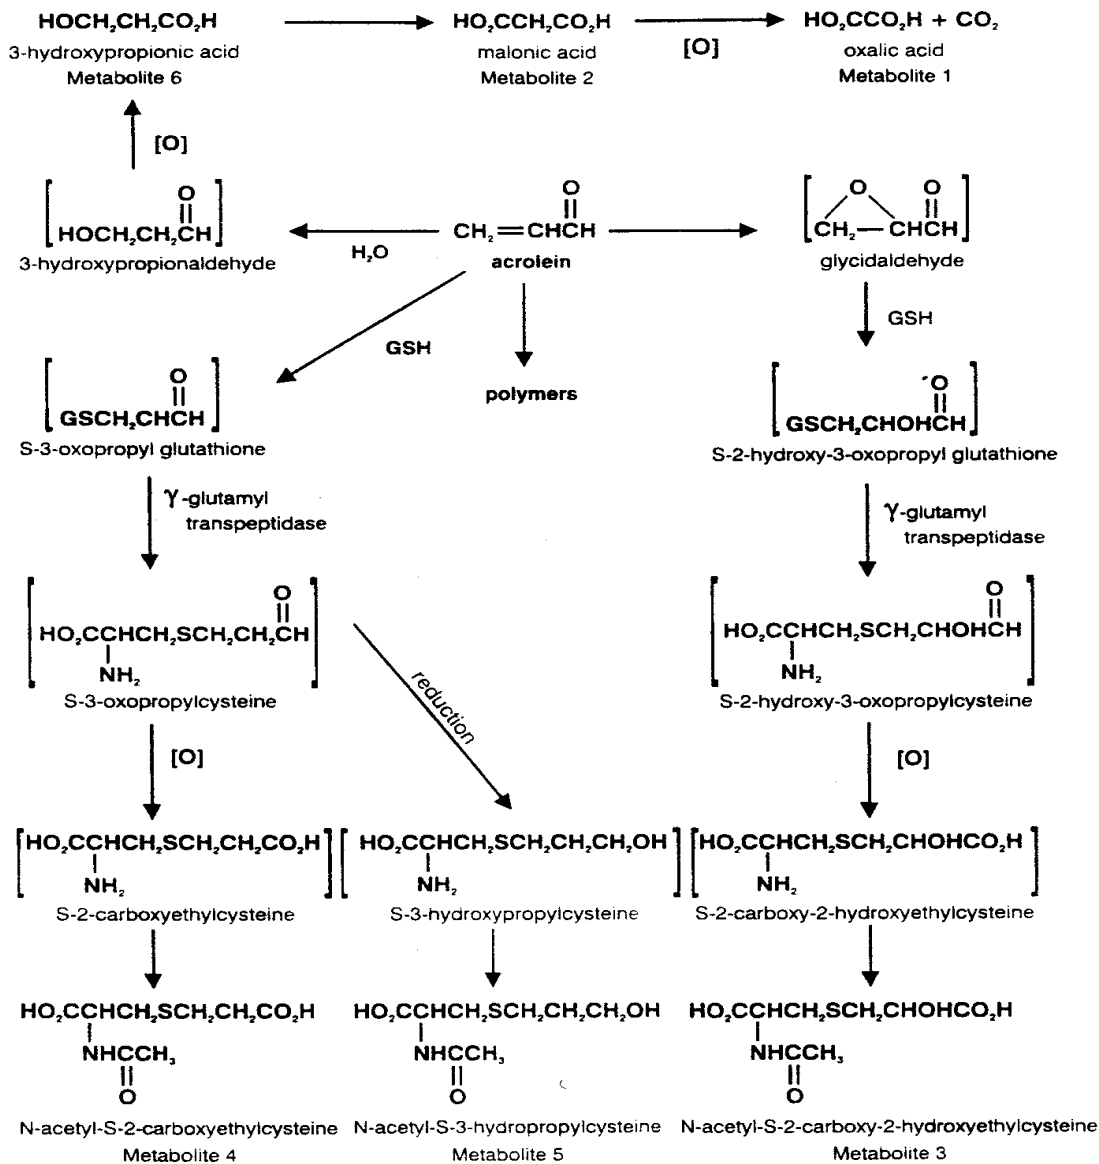 HOCH₂CH₂CO₂H
3-hydroxypropionic acid
Metabolite 6
HO₂CCH₂CO₂H
malonic acid
Metabolite 2
[O]
HO₂CCO₂H + CO₂
oxalic acid
Metabolite 1
[O]
O
HOCH₂CH₂CH
3-hydroxypropionaldehyde
H₂O
O
CH₂=CHCH
acrolein
O O
CH₂—CHCH
glycidaldehyde
GSH
GSH
polymers
O
GSCH₂CHCH
S-3-oxopropyl glutathione
O
GSCH₂CHOHCH
S-2-hydroxy-3-oxopropyl glutathione
γ-glutamyl
transpeptidase
γ-glutamyl
transpeptidase
O
HO₂CCHCH₂SCH₂CH₂CH
NH₂
S-3-oxopropylcysteine
reduction
O
HO₂CCHCH₂SCH₂CHOHCH
NH₂
S-2-hydroxy-3-oxopropylcysteine
[O]
[O]
HO₂CCHCH₂SCH₂CH₂CO₂H
NH₂
S-2-carboxyethylcysteine
HO₂CCHCH₂SCH₂CH₂CH₂OH
NH₂
S-3-hydroxypropylcysteine
HO₂CCHCH₂SCH₂CHOHCO₂H
NH₂
S-2-carboxy-2-hydroxyethylcysteine
HO₂CCHCH₂SCH₂CH₂CO₂H
NHCCH₃
O
N-acetyl-S-2-carboxyethylcysteine
Metabolite 4
HO₂CCHCH₂SCH₂CH₂CH₂OH
NHCCH₃
O
N-acetyl-S-3-hydropropylcysteine
Metabolite 5
HO₂CCHCH₂SCH₂CHOHCO₂H
NHCCH₃
O
N-acetyl-S-2-carboxy-2-hydroxyethylcysteine
Metabolite 3